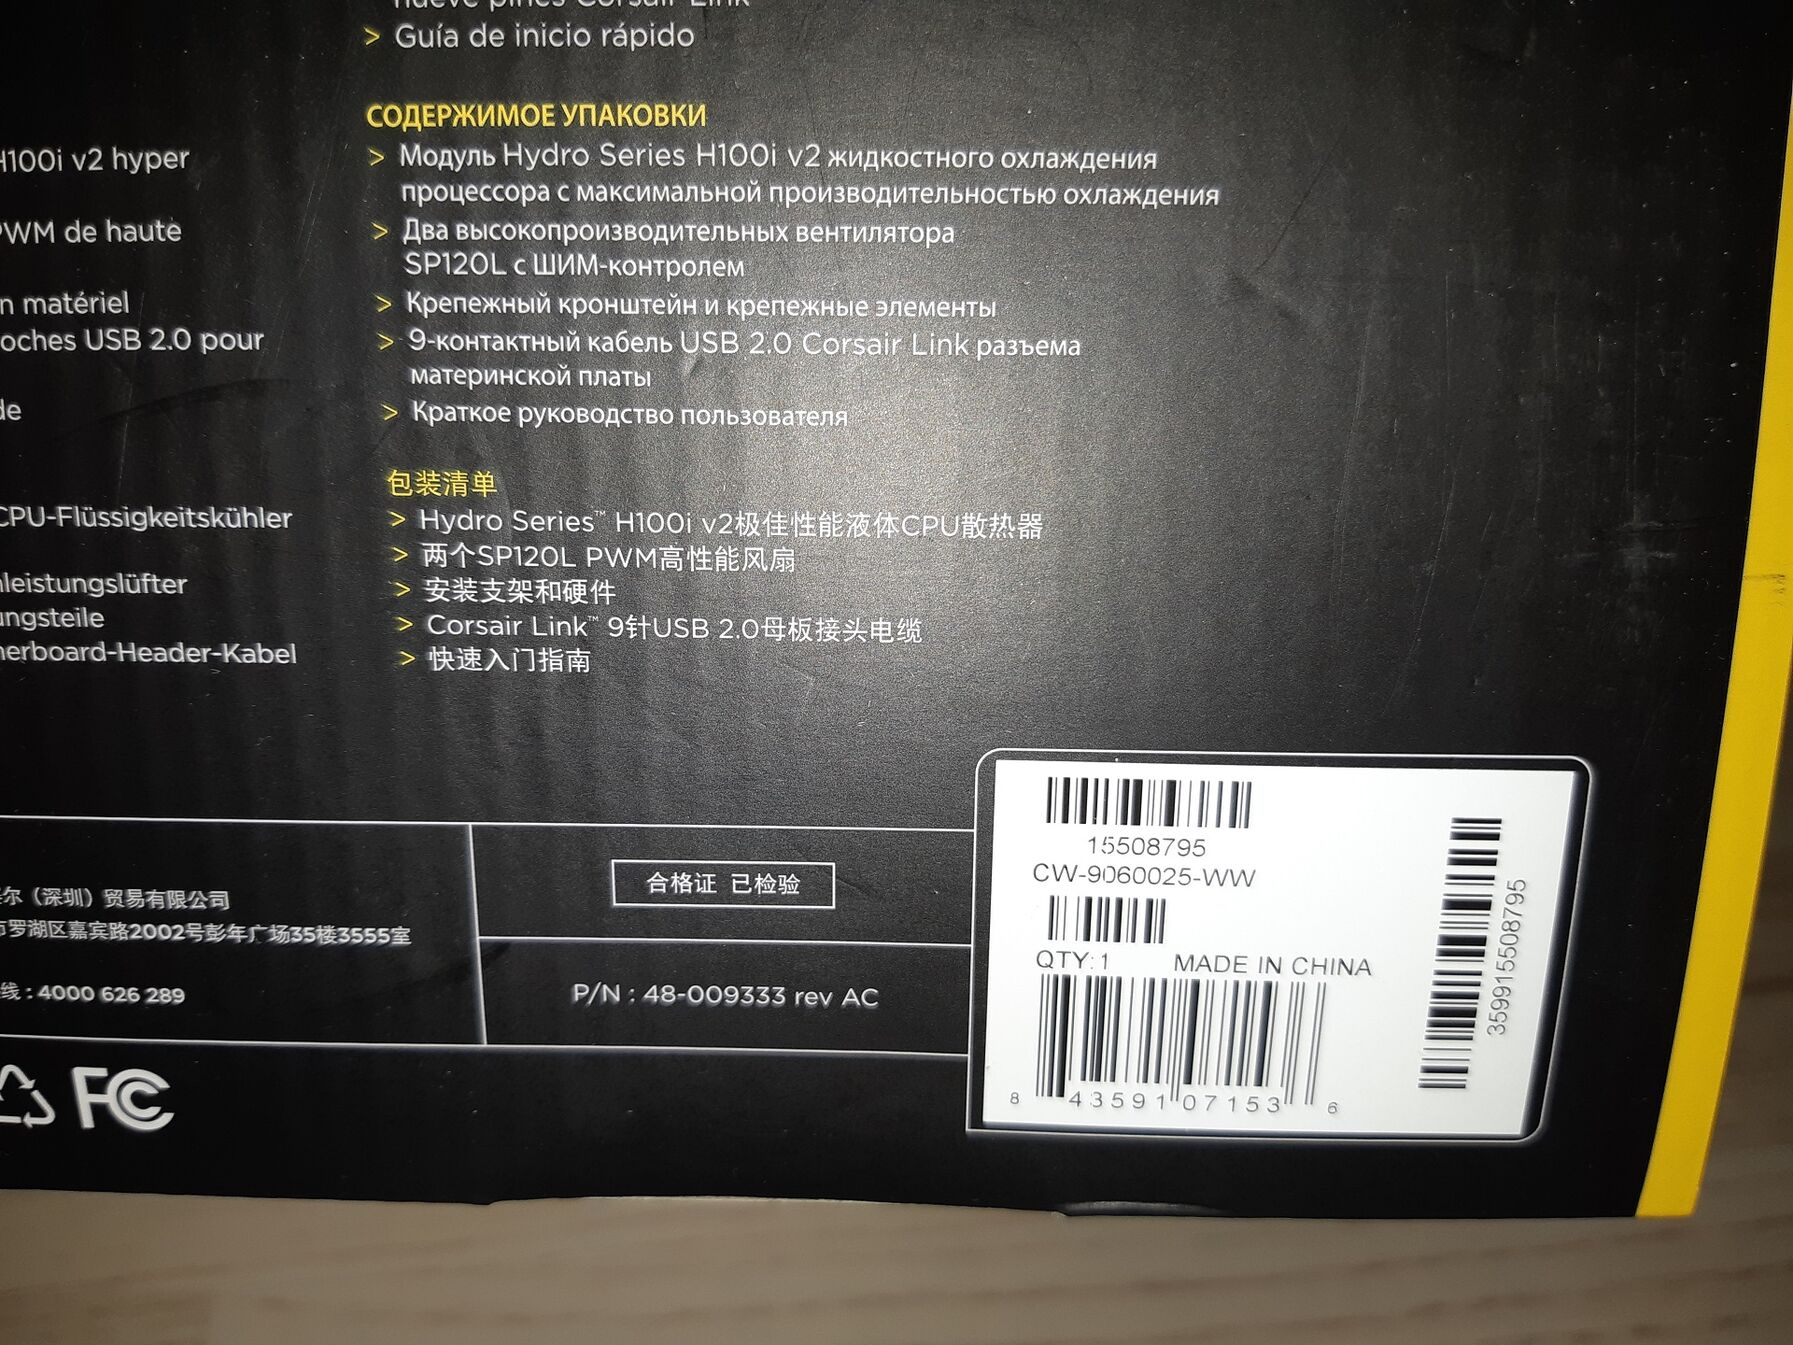 nueve pines Corsair Link
> Guía de inicio rápido
H100i v2 hyper
PWM de haute
matériel
USB 2.0 pour
de
CPU-Flüssigkeitskühler
СОДЕРЖИМОЕ УПАКОВКИ
> Модуль Hydro Series H100i v2 жидкостного охлаждения
процессора с максимальной производительностью охлаждения
> Два высокопроизводительных вентилятора
SP120L с ШИМ-контролем
> Крепежный кронштейн и крепежные элементы
> 9-контактный кабель USB 2.0 Corsair Link разъема
материнской платы
> Краткое руководство пользователя
包装清单
> Hydro Series™ H100i v2极佳性能液体CPU散热器
> 两个SP120L PWM高性能风扇
> 安装支架和硬件
> Corsair Link™ 9针USB 2.0母板接头电缆
> 快速入门指南
尔（深圳）贸易有限公司
市罗湖区嘉宾路2002号彭年广场35楼3555室
线 : 4000 626 289
合格证 已检验
P/N : 48-009333 rev AC
FC
15508795
CW-9060025-WW
QTY:1 MADE IN CHINA
8 43591 07153 6
359915508795